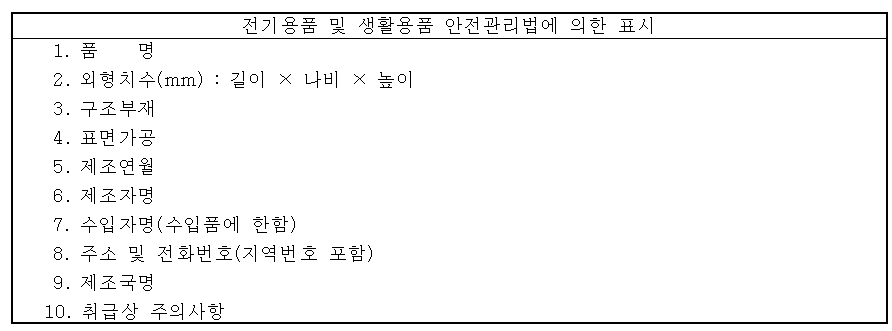 전기용품 및 생활용품 안전관리법에 의한 표시
1. 품 명
2. 외형치수(mm) : 길이 × 나비 × 높이
3. 구조부재
4. 표면가공
5. 제조연월
6. 제조자명
7. 수입자명(수입품에 한함)
8. 주소 및 전화번호(지역번호 포함)
9. 제조국명
10. 취급상 주의사항